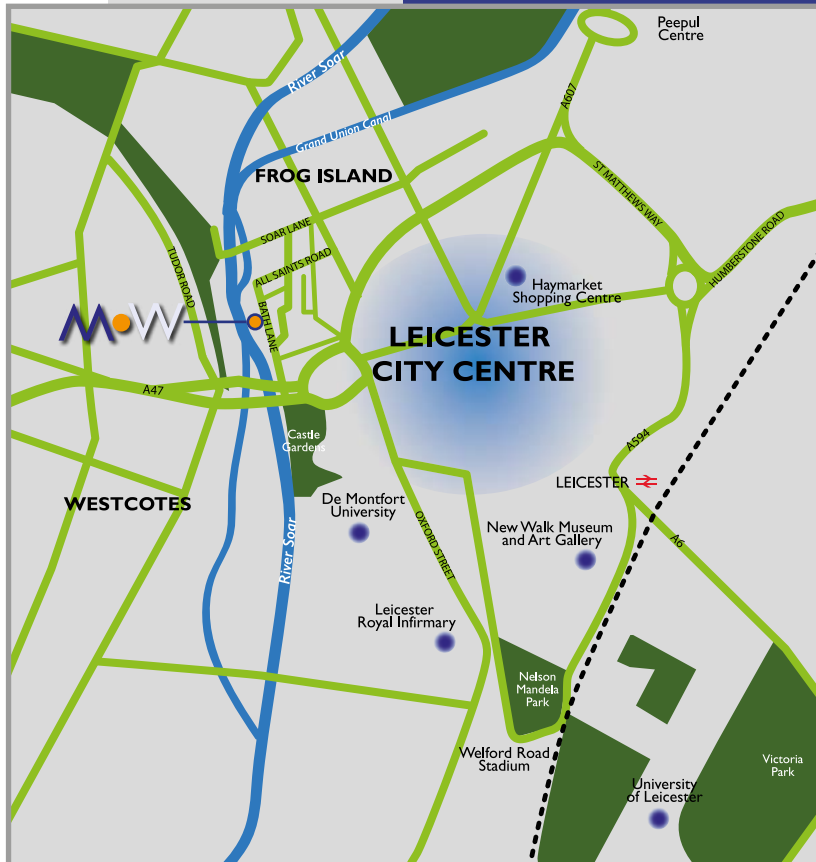 Peepul
Centre
River Soar
A607
Grand Union Canal
FROG ISLAND
ST MATTHEWS WAY
SOAR LANE
HUMBERSTONE ROAD
TUDOR ROAD
ALL SAINTS ROAD
Haymarket
Shopping Centre
BATH LANE
M W
LEICESTER
CITY CENTRE
A47
Castle
Gardens
A594
LEICESTER
WESTCOTES
De Montfort
University
OXFORD STREET
New Walk Museum
and Art Gallery
A6
River Soar
Leicester
Royal Infirmary
Nelson
Mandela
Park
Welford Road
Stadium
Victoria
Park
University
of Leicester